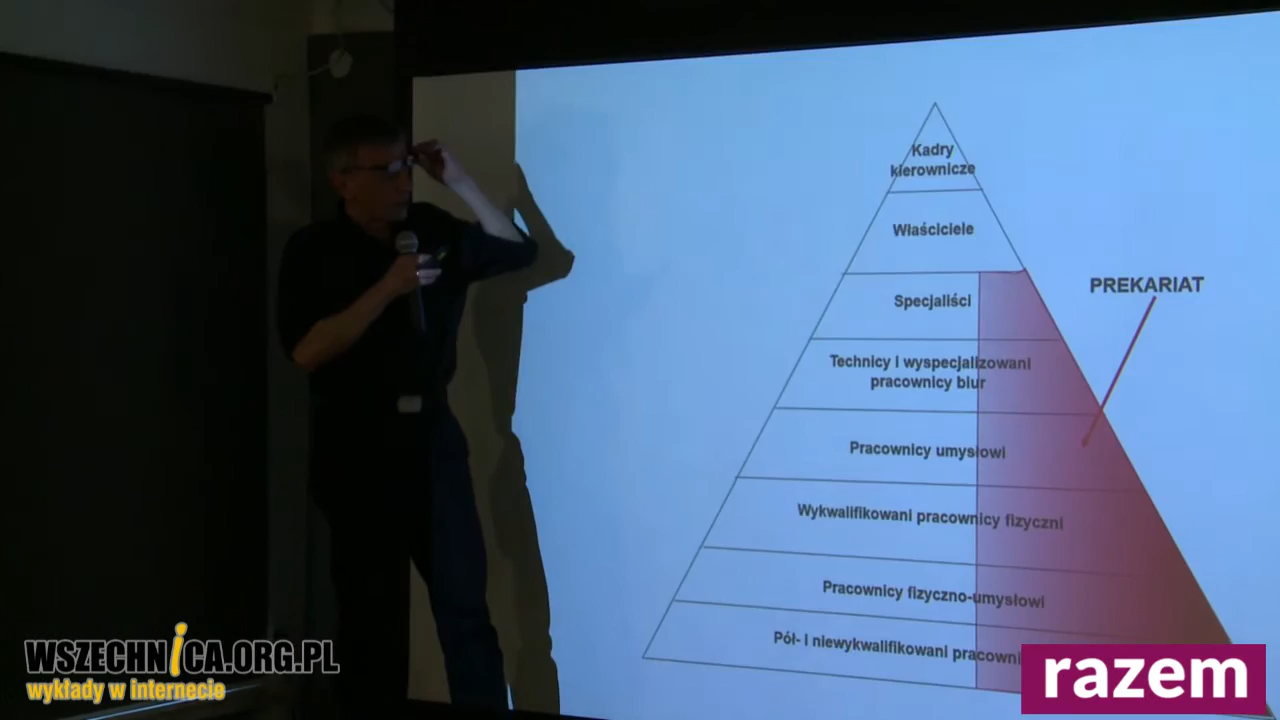 Kadry
kierownicze
Właściciele
Specjaliści
PREKARIAT
Technicy i wyspecjalizowani
pracownicy biur
Pracownicy umysłowi
Wykwalifikowani pracownicy fizyczni
Pracownicy fizyczno-umysłowi
Pół- i niewykwalifikowani
WSZECHNiCA.ORG.PL
wykłady w internecie
razem